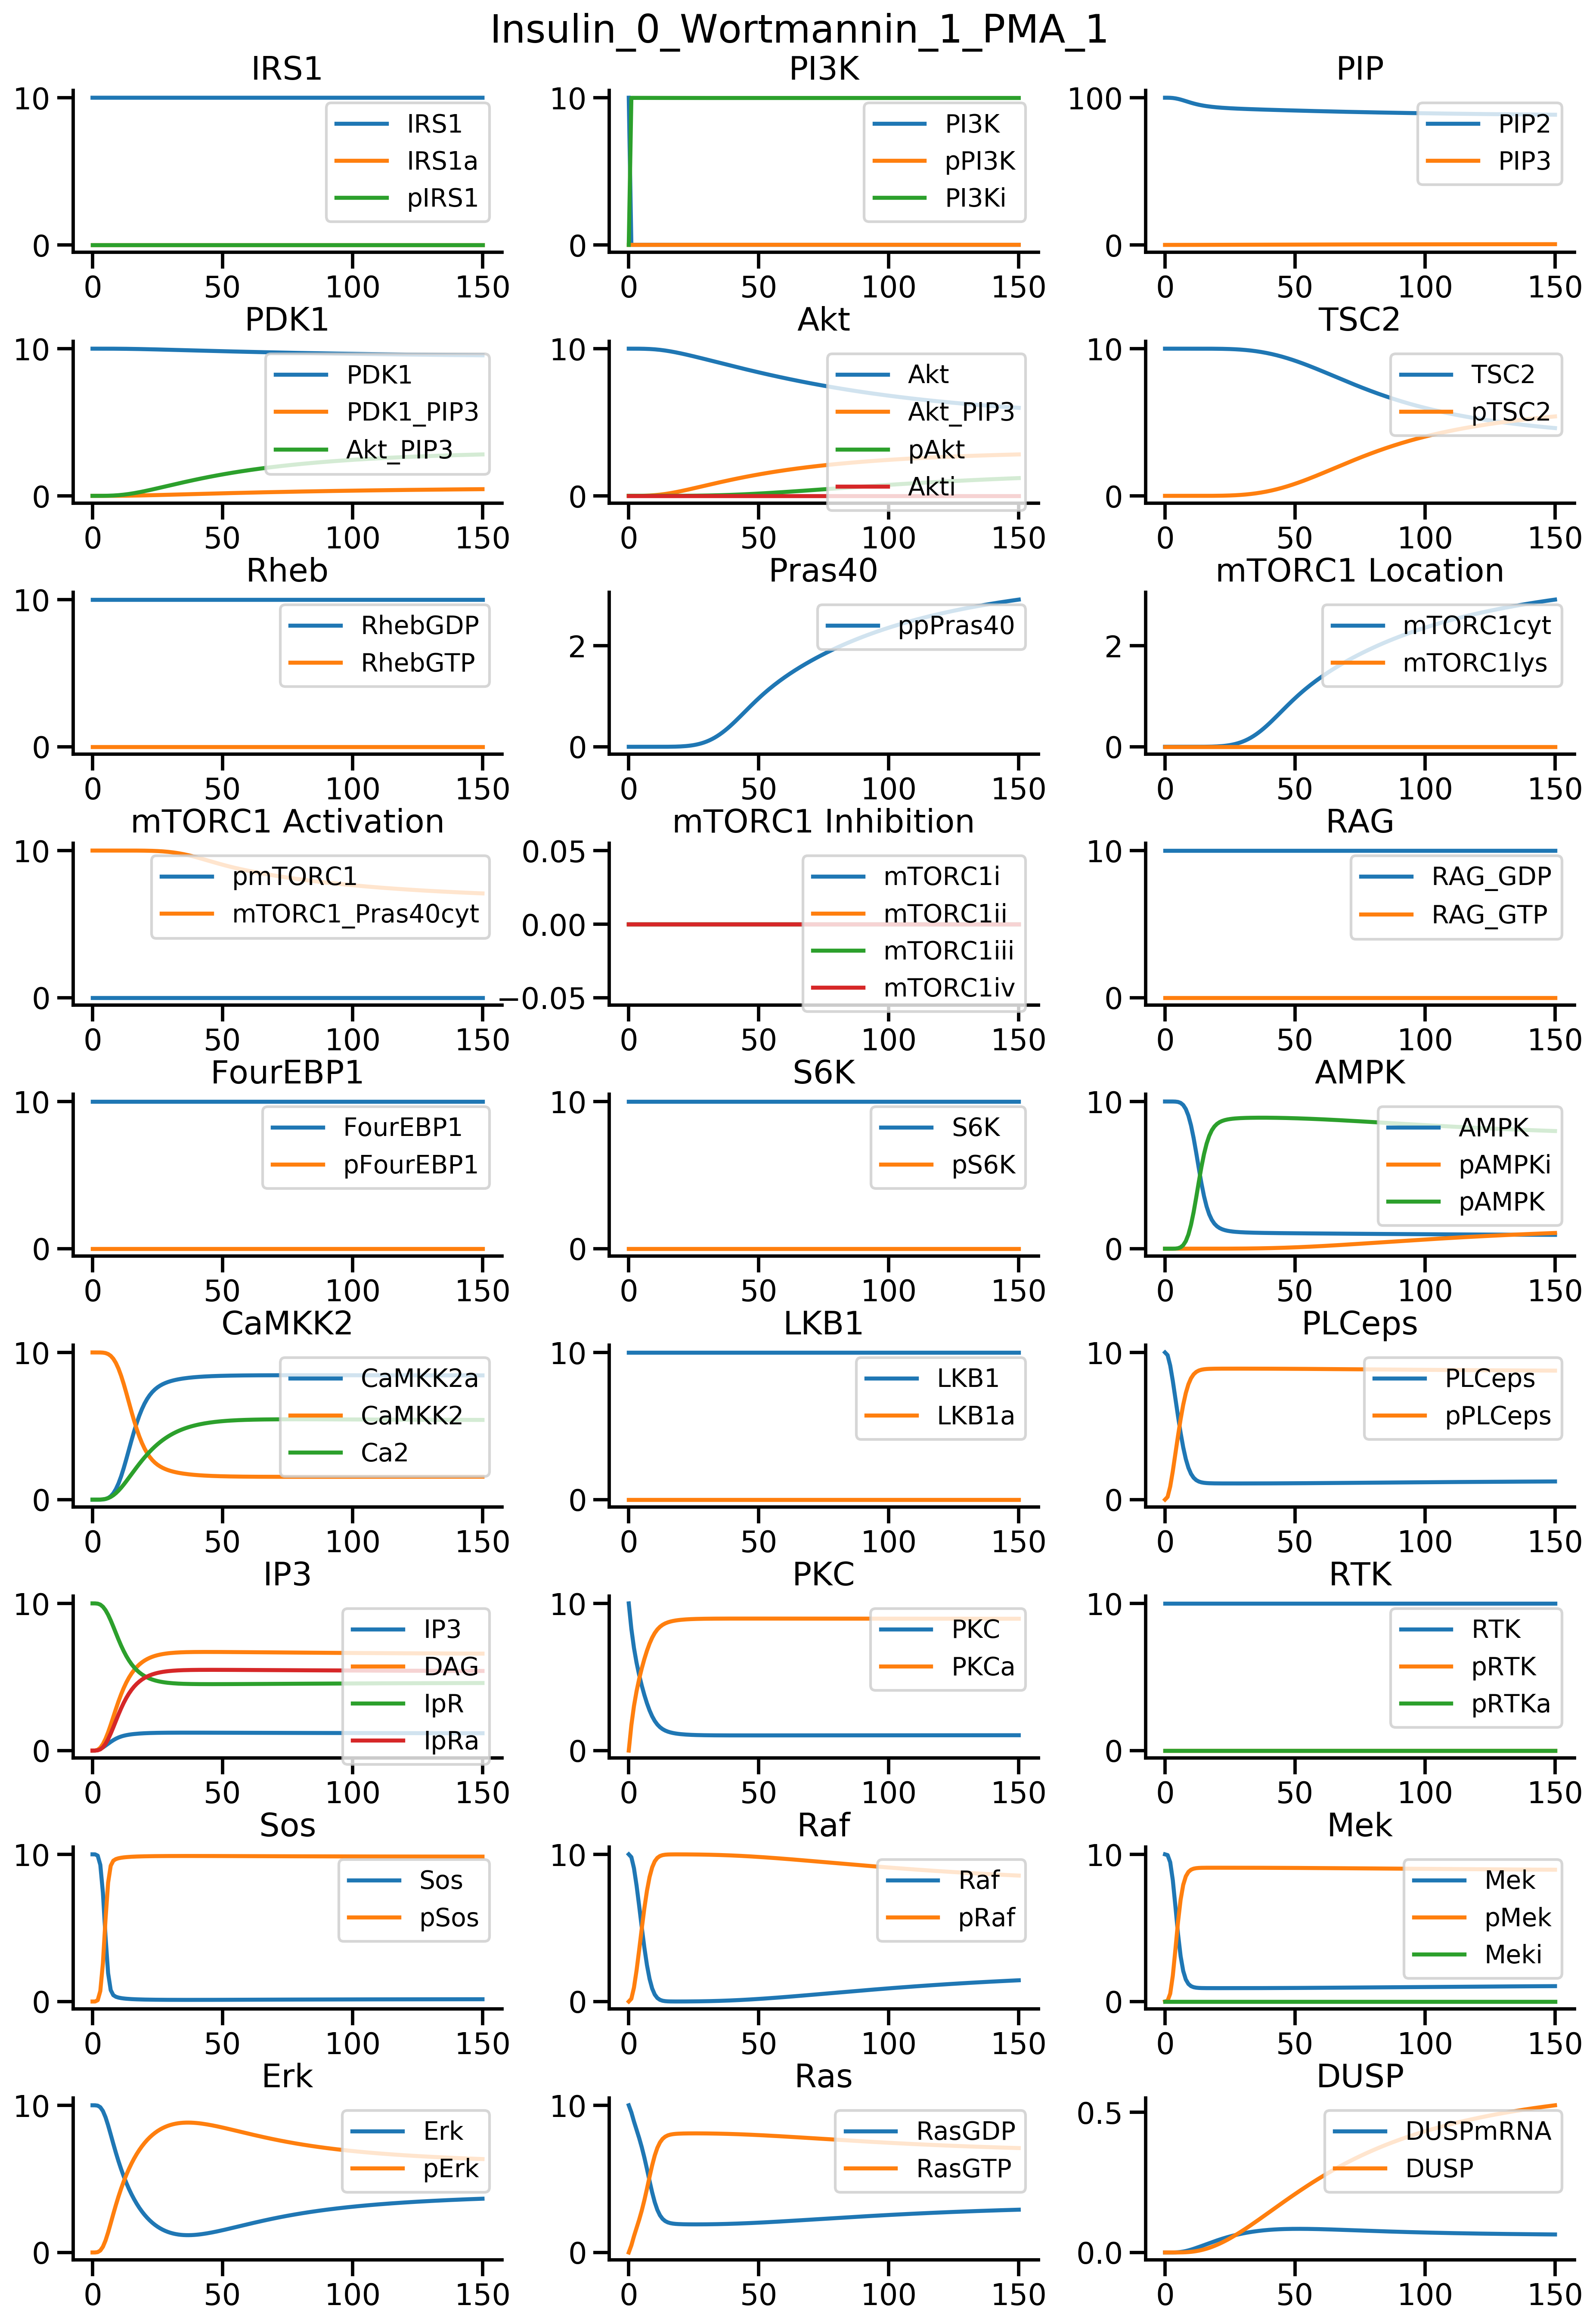 Insulin_0_Wortmannin_1_PMA_1
IRS1
10
0
0 50 100 150
IRS1
IRS1a
pIRS1
PI3K
10
0
0 50 100 150
PI3K
pPI3K
PI3Ki
PIP
100
0
0 50 100 150
PIP2
PIP3
PDK1
10
0
0 50 100 150
PDK1
PDK1_PIP3
Akt_PIP3
Akt
10
0
0 50 100 150
Akt
Akt_PIP3
pAkt
Akti
TSC2
10
0
0 50 100 150
TSC2
pTSC2
Rheb
10
0
0 50 100 150
RhebGDP
RhebGTP
Pras40
2
0
0 50 100 150
ppPras40
mTORC1 Location
2
0
0 50 100 150
mTORC1cyt
mTORC1lys
mTORC1 Activation
10
0
0 50 100 150
pmTORC1
mTORC1_Pras40cyt
mTORC1 Inhibition
0.05
0.00
−0.05
0 50 100 150
mTORC1i
mTORC1ii
mTORC1iii
mTORC1iv
RAG
10
0
0 50 100 150
RAG_GDP
RAG_GTP
FourEBP1
10
0
0 50 100 150
FourEBP1
pFourEBP1
S6K
10
0
0 50 100 150
S6K
pS6K
AMPK
10
0
0 50 100 150
AMPK
pAMPKi
pAMPK
CaMKK2
10
0
0 50 100 150
CaMKK2a
CaMKK2
Ca2
LKB1
10
0
0 50 100 150
LKB1
LKB1a
PLCeps
10
0
0 50 100 150
PLCeps
pPLCeps
IP3
10
0
0 50 100 150
IP3
DAG
IpR
IpRa
PKC
10
0
0 50 100 150
PKC
PKCa
RTK
10
0
0 50 100 150
RTK
pRTK
pRTKa
Sos
10
0
0 50 100 150
Sos
pSos
Raf
10
0
0 50 100 150
Raf
pRaf
Mek
10
0
0 50 100 150
Mek
pMek
Meki
Erk
10
0
0 50 100 150
Erk
pErk
Ras
10
0
0 50 100 150
RasGDP
RasGTP
DUSP
0.5
0.0
0 50 100 150
DUSPmRNA
DUSP